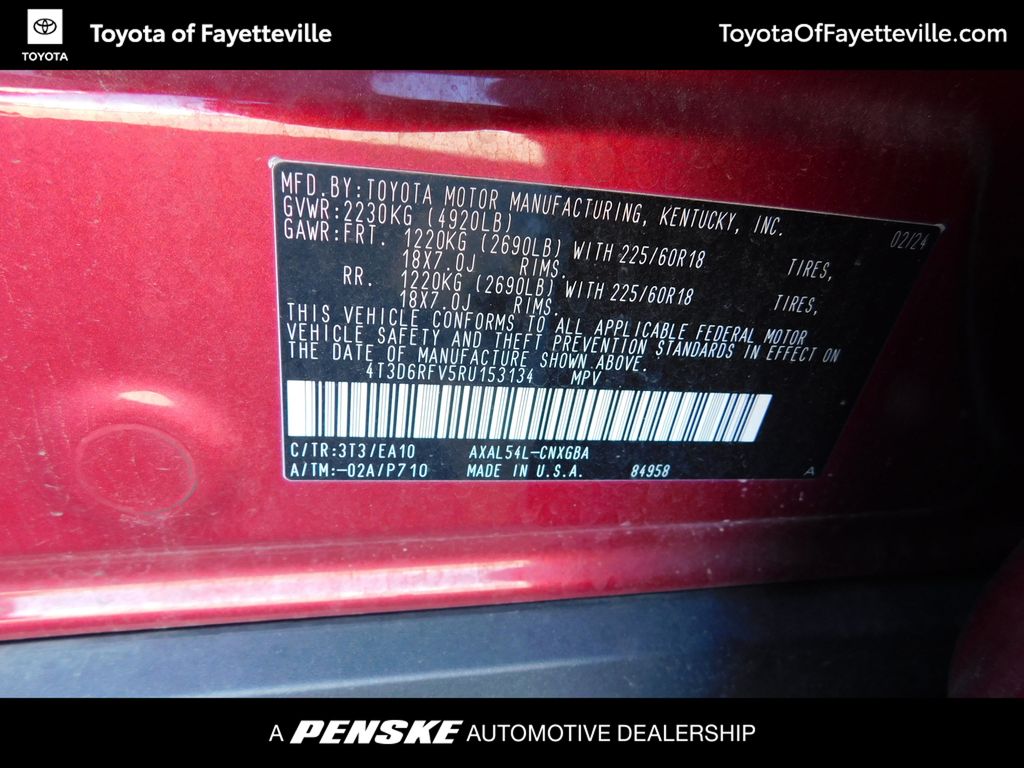 TOYOTA
Toyota of Fayetteville
ToyotaOfFayetteville.com
MFD.BY:TOYOTA MOTOR MANUFACTURING, KENTUCKY, INC.
GVWR:2230KG (4920LB) 02/24
GAWR:FRT. 1220KG (2690LB) WITH 225/60R18 TIRES,
18X7.0J RIMS.
RR. 1220KG (2690LB) WITH 225/60R18 TIRES,
18X7.0J RIMS.
THIS VEHICLE CONFORMS TO ALL APPLICABLE FEDERAL MOTOR
VEHICLE SAFETY AND THEFT PREVENTION STANDARDS IN EFFECT ON
THE DATE OF MANUFACTURE SHOWN ABOVE.
4T3D6RFV5RU153134 MPV
C/TR:3T3/EA10 AXAL54L-CNXGBA
A/TM:-02A/P710 MADE IN U.S.A. 84958 A
A PENSKE AUTOMOTIVE DEALERSHIP